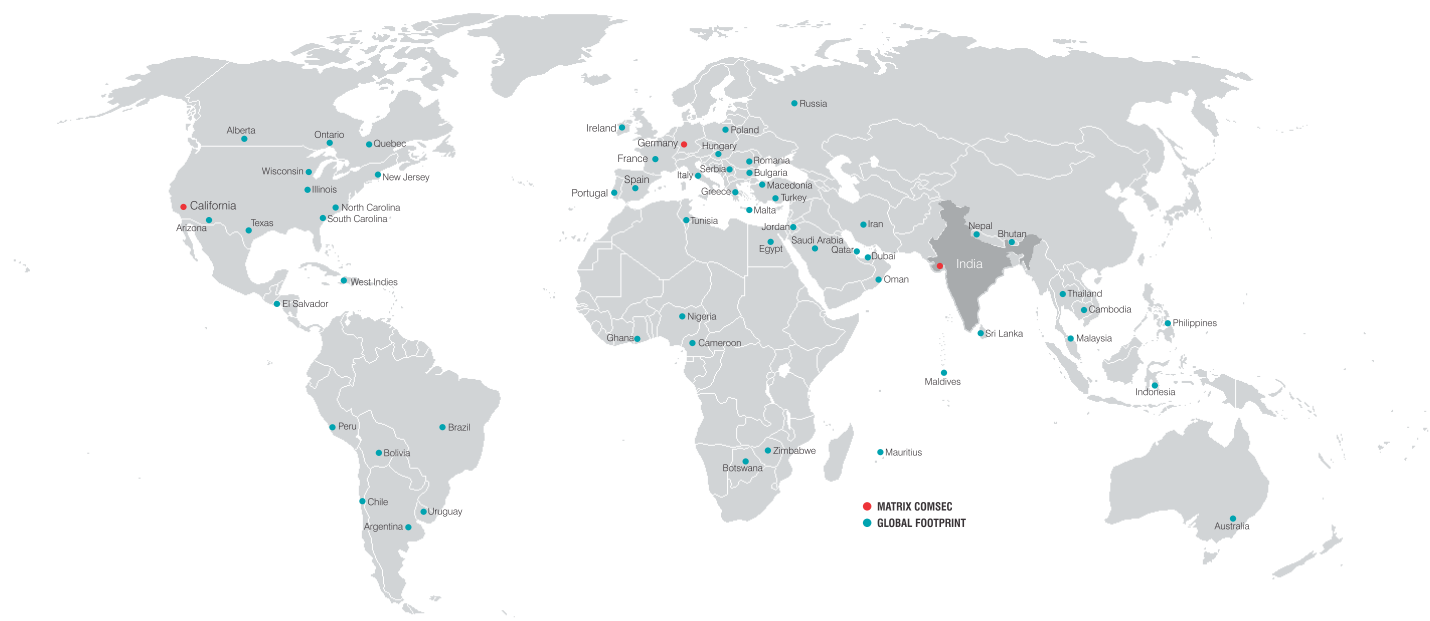 Russia
Alberta
Ontario
Quebec
Wisconsin
New Jersey
Illinois
California
North Carolina
South Carolina
Arizona
Texas
West Indies
El Salvador
Peru
Brazil
Bolivia
Chile
Uruguay
Argentina
Ireland
Poland
Germany
Hungary
France
Romania
Serbia
Bulgaria
Italy
Spain
Macedonia
Portugal
Greece
Turkey
Malta
Tunisia
Jordan
Iran
Egypt
Saudi Arabia
Qatar
Dubai
Oman
Nigeria
Ghana
Cameroon
Zimbabwe
Botswana
Mauritius
Nepal
Bhutan
India
Thailand
Cambodia
Sri Lanka
Malaysia
Philippines
Maldives
Indonesia
Australia
MATRIX COMSEC
GLOBAL FOOTPRINT